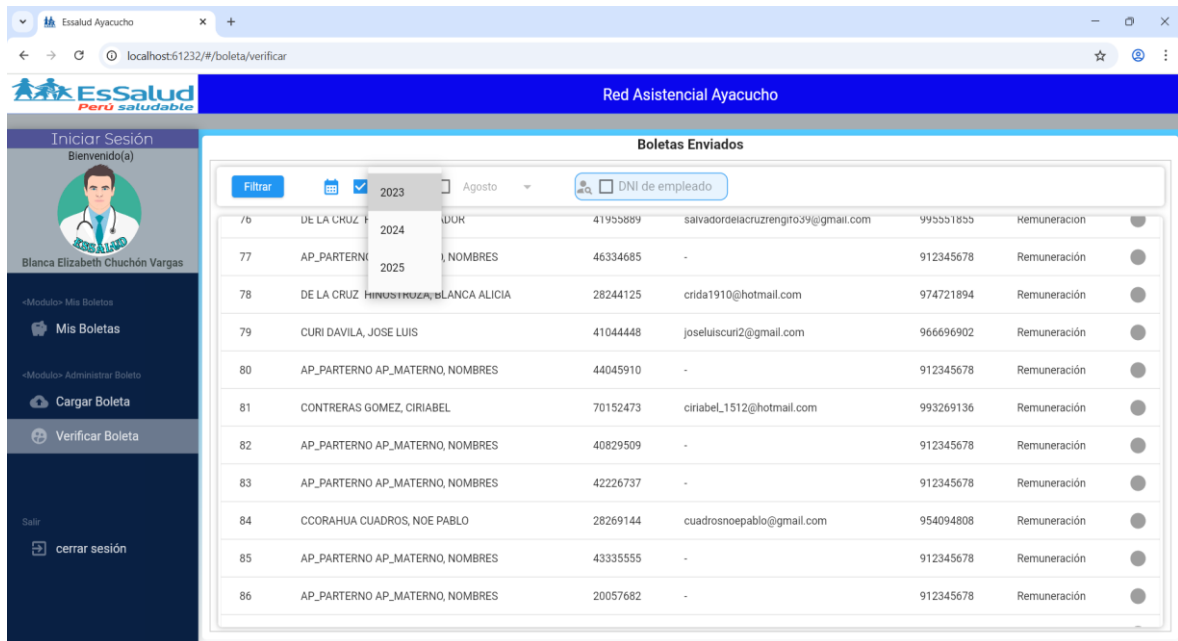 Essalud Ayacucho
localhost:61232/#/boleta/verificar
EsSalud
Perú saludable
Red Asistencial Ayacucho
Iniciar Sesión
Bienvenido(a)
ESSALUD
Blanca Elizabeth Chuchón Vargas
<Modulo> Mis Boletos
Mis Boletas
<Modulo> Administrar Boleto
Cargar Boleta
Verificar Boleta
Salir
cerrar sesión
Boletas Enviados
Filtrar
2023
2024
2025
Agosto
DNI de empleado
76 DE LA CRUZ 41955889 salvadordelacruzrengifo39@gmail.com 995551855 Remuneración
77 AP_PARTERN , NOMBRES 46334685 - 912345678 Remuneración
78 DE LA CRUZ HINOSTROZA, BLANCA ALICIA 28244125 crida1910@hotmail.com 974721894 Remuneración
79 CURI DAVILA, JOSE LUIS 41044448 joseluiscuri2@gmail.com 966696902 Remuneración
80 AP_PARTERNO AP_MATERNO, NOMBRES 44045910 - 912345678 Remuneración
81 CONTRERAS GOMEZ, CIRIABEL 70152473 ciriabel_1512@hotmail.com 993269136 Remuneración
82 AP_PARTERNO AP_MATERNO, NOMBRES 40829509 - 912345678 Remuneración
83 AP_PARTERNO AP_MATERNO, NOMBRES 42226737 - 912345678 Remuneración
84 CCORAHUA CUADROS, NOE PABLO 28269144 cuadrosnoepablo@gmail.com 954094808 Remuneración
85 AP_PARTERNO AP_MATERNO, NOMBRES 43335555 - 912345678 Remuneración
86 AP_PARTERNO AP_MATERNO, NOMBRES 20057682 - 912345678 Remuneración